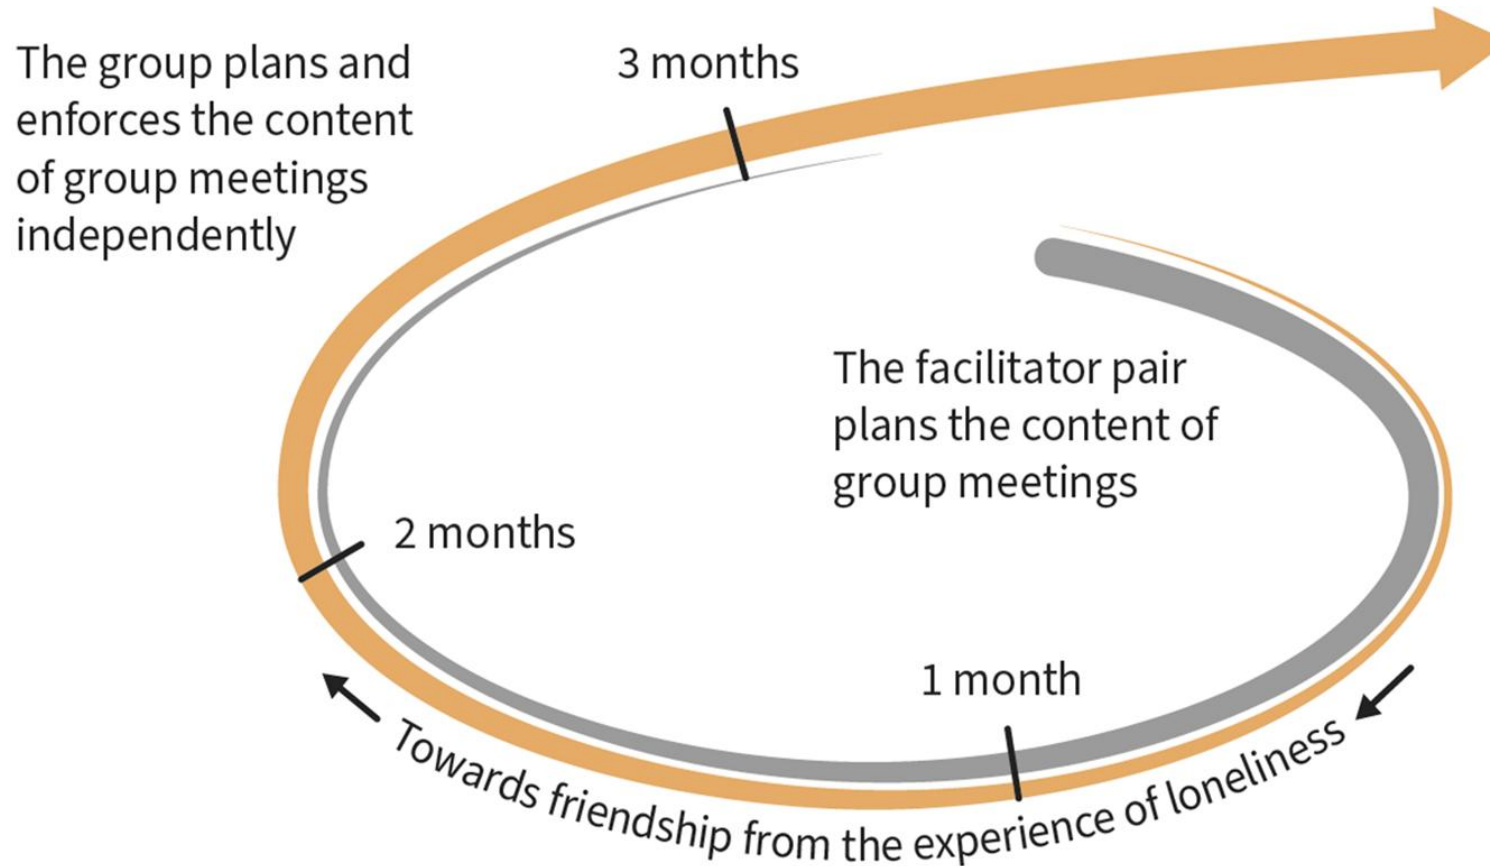 The group plans and
enforces the content
of group meetings
independently
3 months
The facilitator pair
plans the content of
group meetings
2 months
1 month
Towards friendship from the experience of loneliness